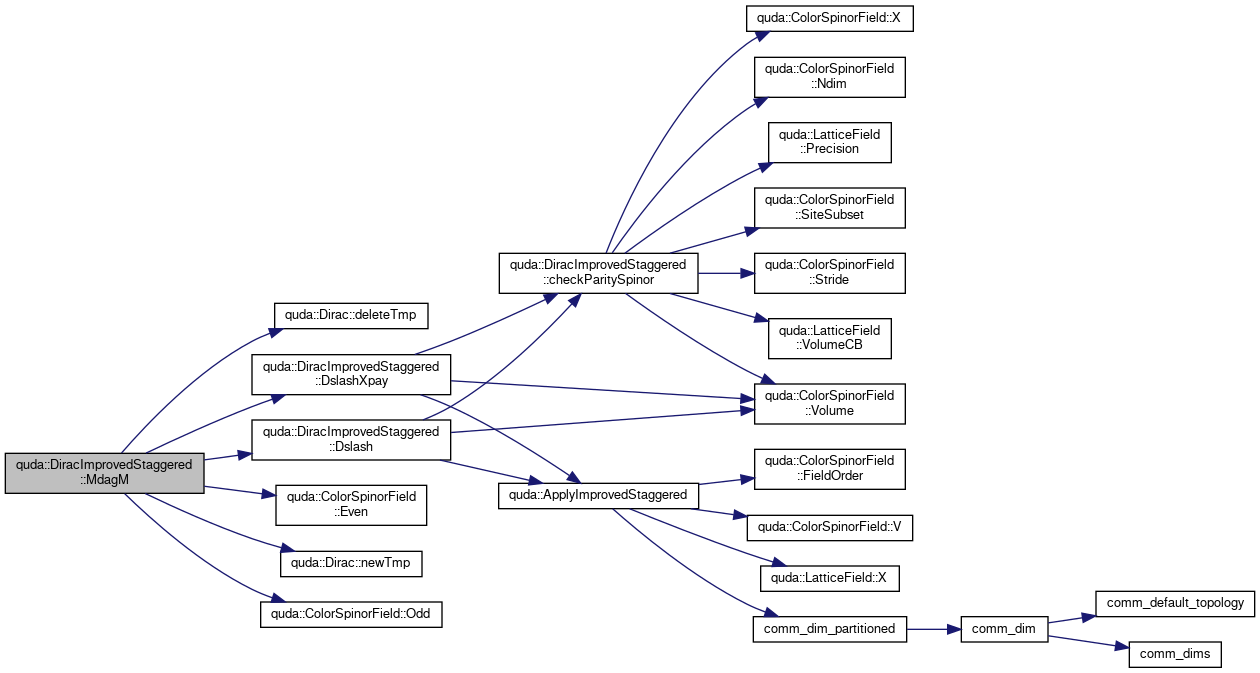 quda::DiracImprovedStaggered
::MdagM
quda::Dirac::deleteTmp
quda::DiracImprovedStaggered
::DslashXpay
quda::DiracImprovedStaggered
::Dslash
quda::ColorSpinorField
::Even
quda::Dirac::newTmp
quda::ColorSpinorField::Odd
quda::DiracImprovedStaggered
::checkParitySpinor
quda::ApplyImprovedStaggered
quda::ColorSpinorField::X
quda::ColorSpinorField
::Ndim
quda::LatticeField
::Precision
quda::ColorSpinorField
::SiteSubset
quda::ColorSpinorField
::Stride
quda::LatticeField
::VolumeCB
quda::ColorSpinorField
::Volume
quda::ColorSpinorField
::FieldOrder
quda::ColorSpinorField::V
quda::LatticeField::X
comm_dim_partitioned
comm_dim
comm_default_topology
comm_dims